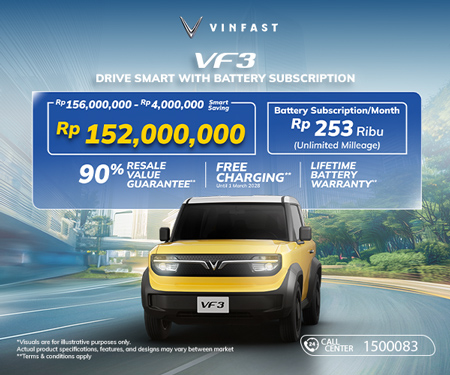 VINFAST
VF3
DRIVE SMART WITH BATTERY SUBSCRIPTION
Rp 156,000,000 - Rp 4,000,000 Smart Saving
Rp 152,000,000
Battery Subscription/Month
Rp 253 Ribu
(Unlimited Mileage)
90% RESALE VALUE GUARANTEE**
FREE CHARGING**
Until 1 March 2028
LIFETIME BATTERY WARRANTY**
VF3
*Visuals are for illustrative purposes only.
Actual product specifications, features, and designs may vary between market
**Terms & conditions apply
24 CALL CENTER 1500083